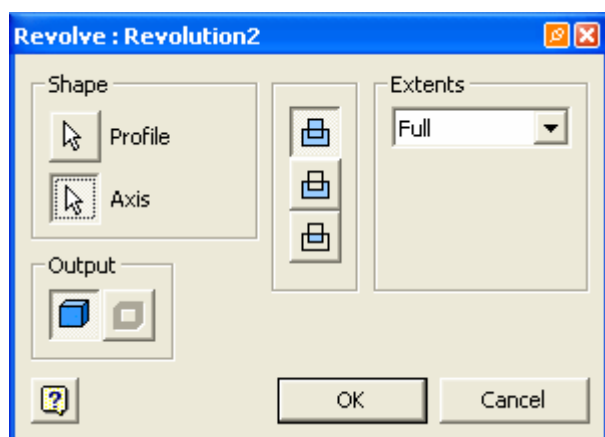 Revolve : Revolution2
Shape
Profile
Axis
Output
Extents
Full
?
OK
Cancel